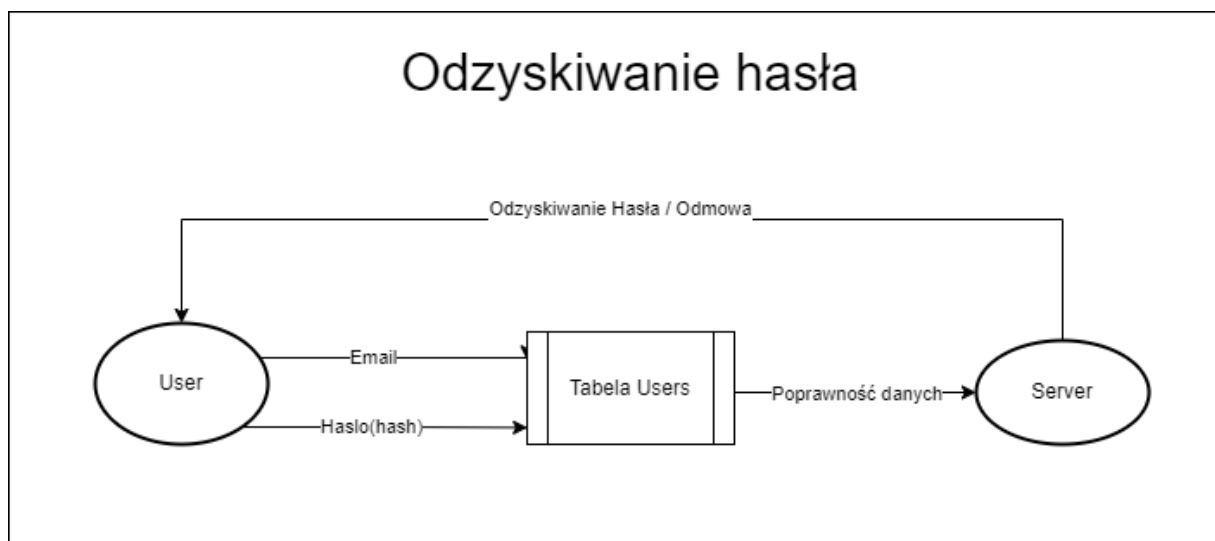 Odzyskiwanie hasła
Odzyskiwanie Hasła / Odmowa
User
Email
Haslo(hash)
Tabela Users
Poprawność danych
Server